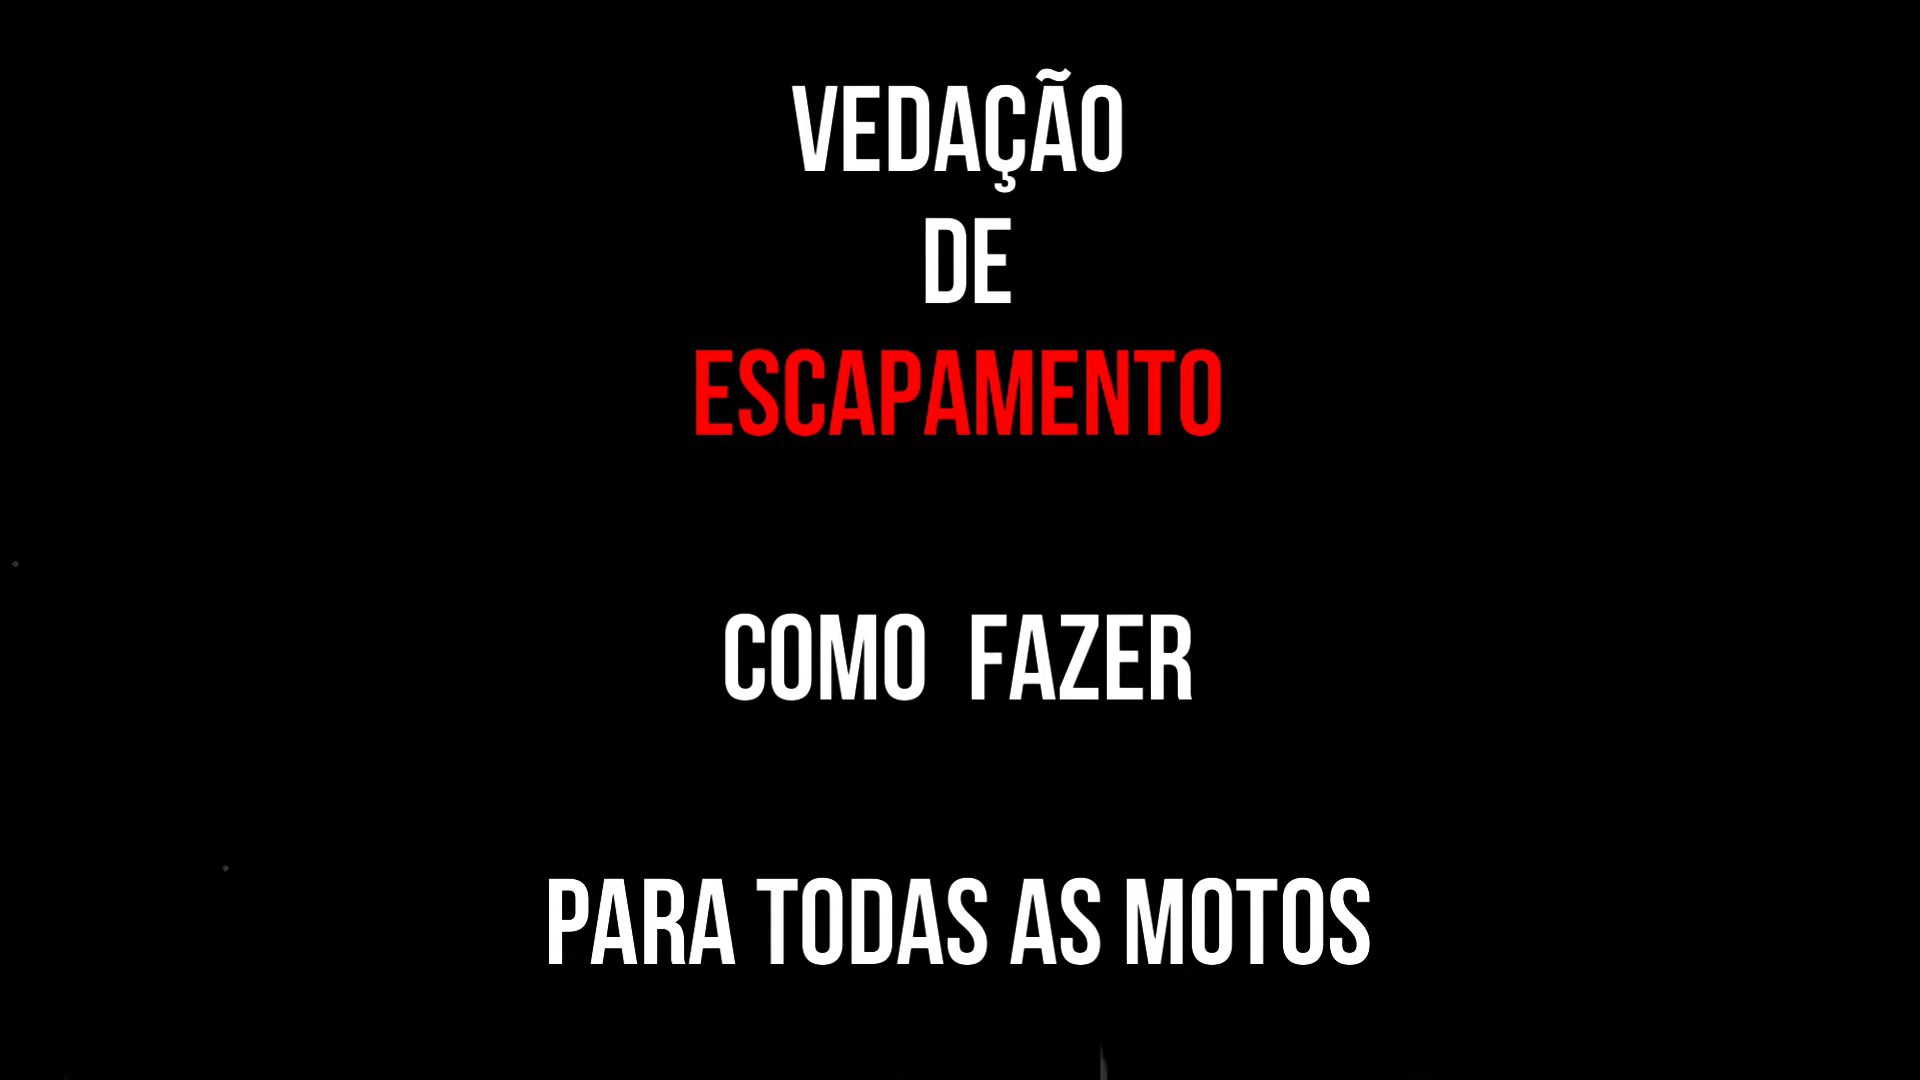 VEDAÇÃO
DE
ESCAPAMENTO
COMO FAZER
PARA TODAS AS MOTOS